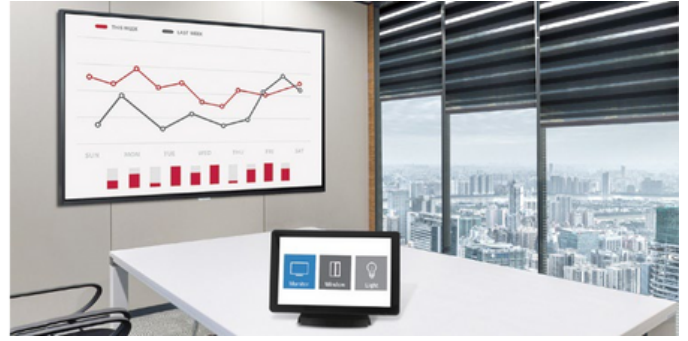 THIS WEEK
LAST WEEK
SUN MON TUE WED THU FRI SAT
Monitor Window Light